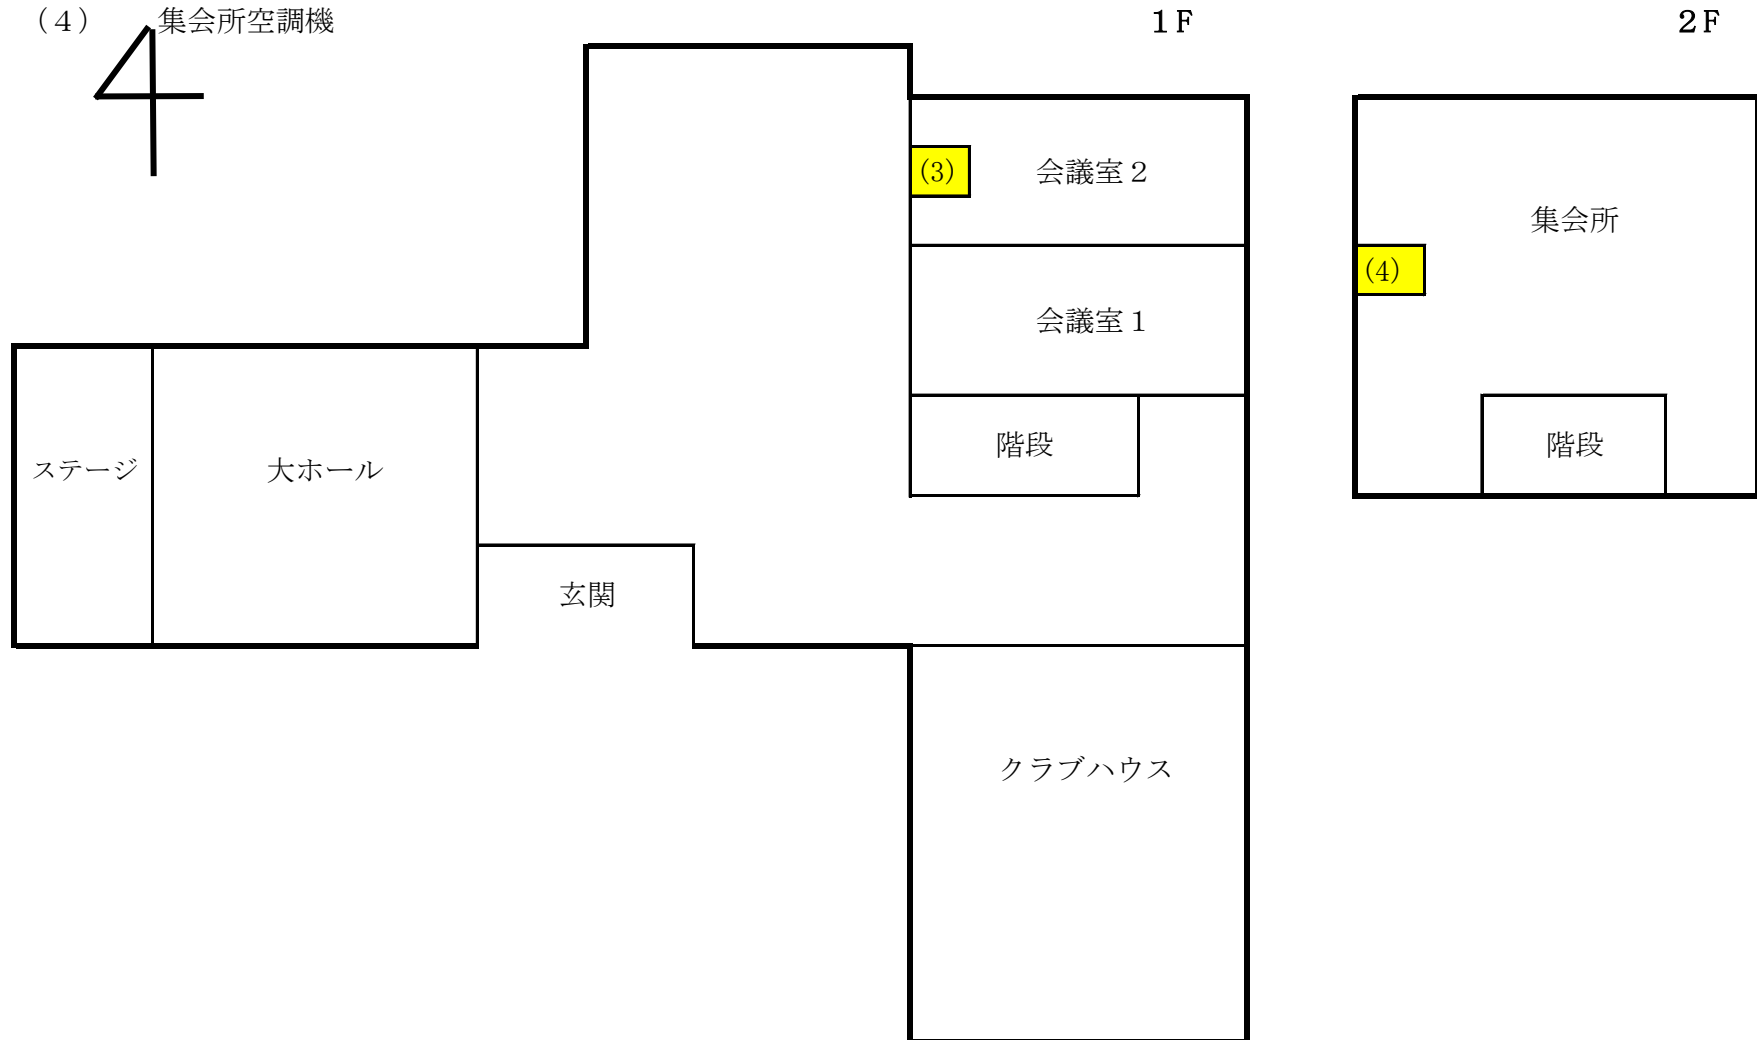 （４）　　集会所空調機
１F
２F
(3)
会議室２
集会所
(4)
会議室１
階段
階段
ステージ
大ホール
玄関
クラブハウス